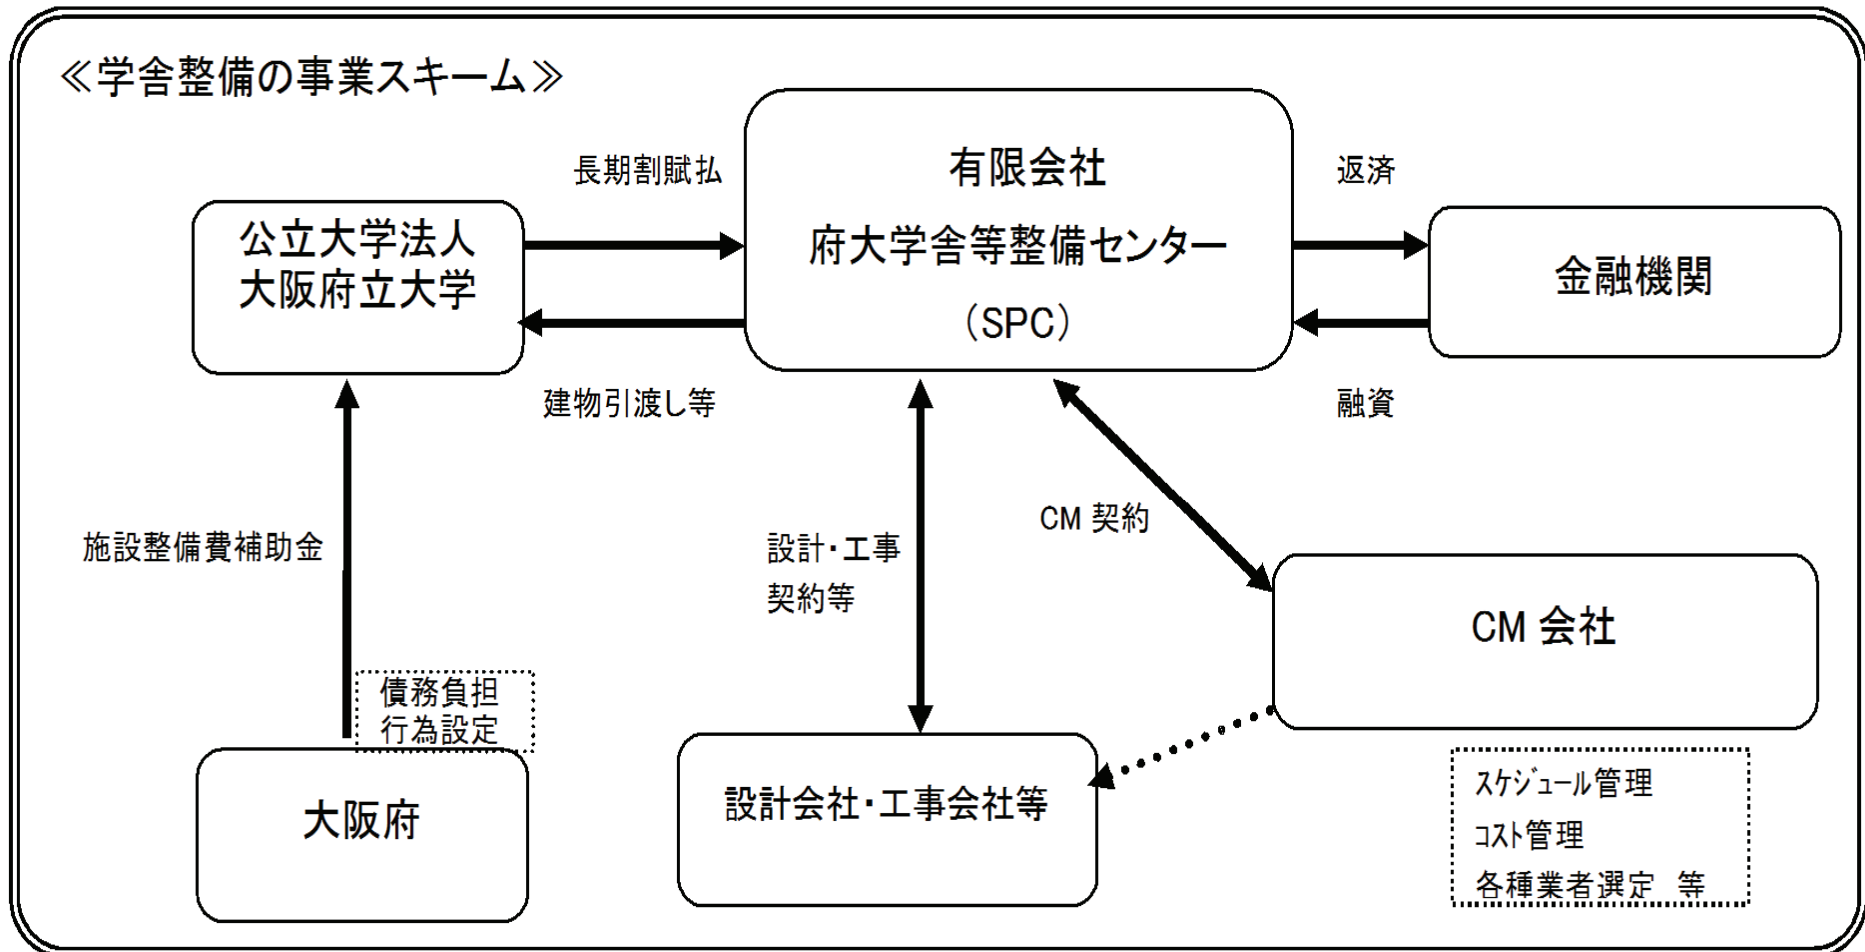 ≪学舎整備の事業スキーム≫
長期割賦払
有限会社
府大学舎等整備センター
（SPC）
返済
公立大学法人
大阪府立大学
金融機関
建物引渡し等
融資
施設整備費補助金
設計・工事
契約等
CM 契約
CM 会社
債務負担
行為設定
大阪府
設計会社・工事会社等
ｽｹｼﾞｭｰﾙ管理
ｺｽﾄ管理
各種業者選定　等